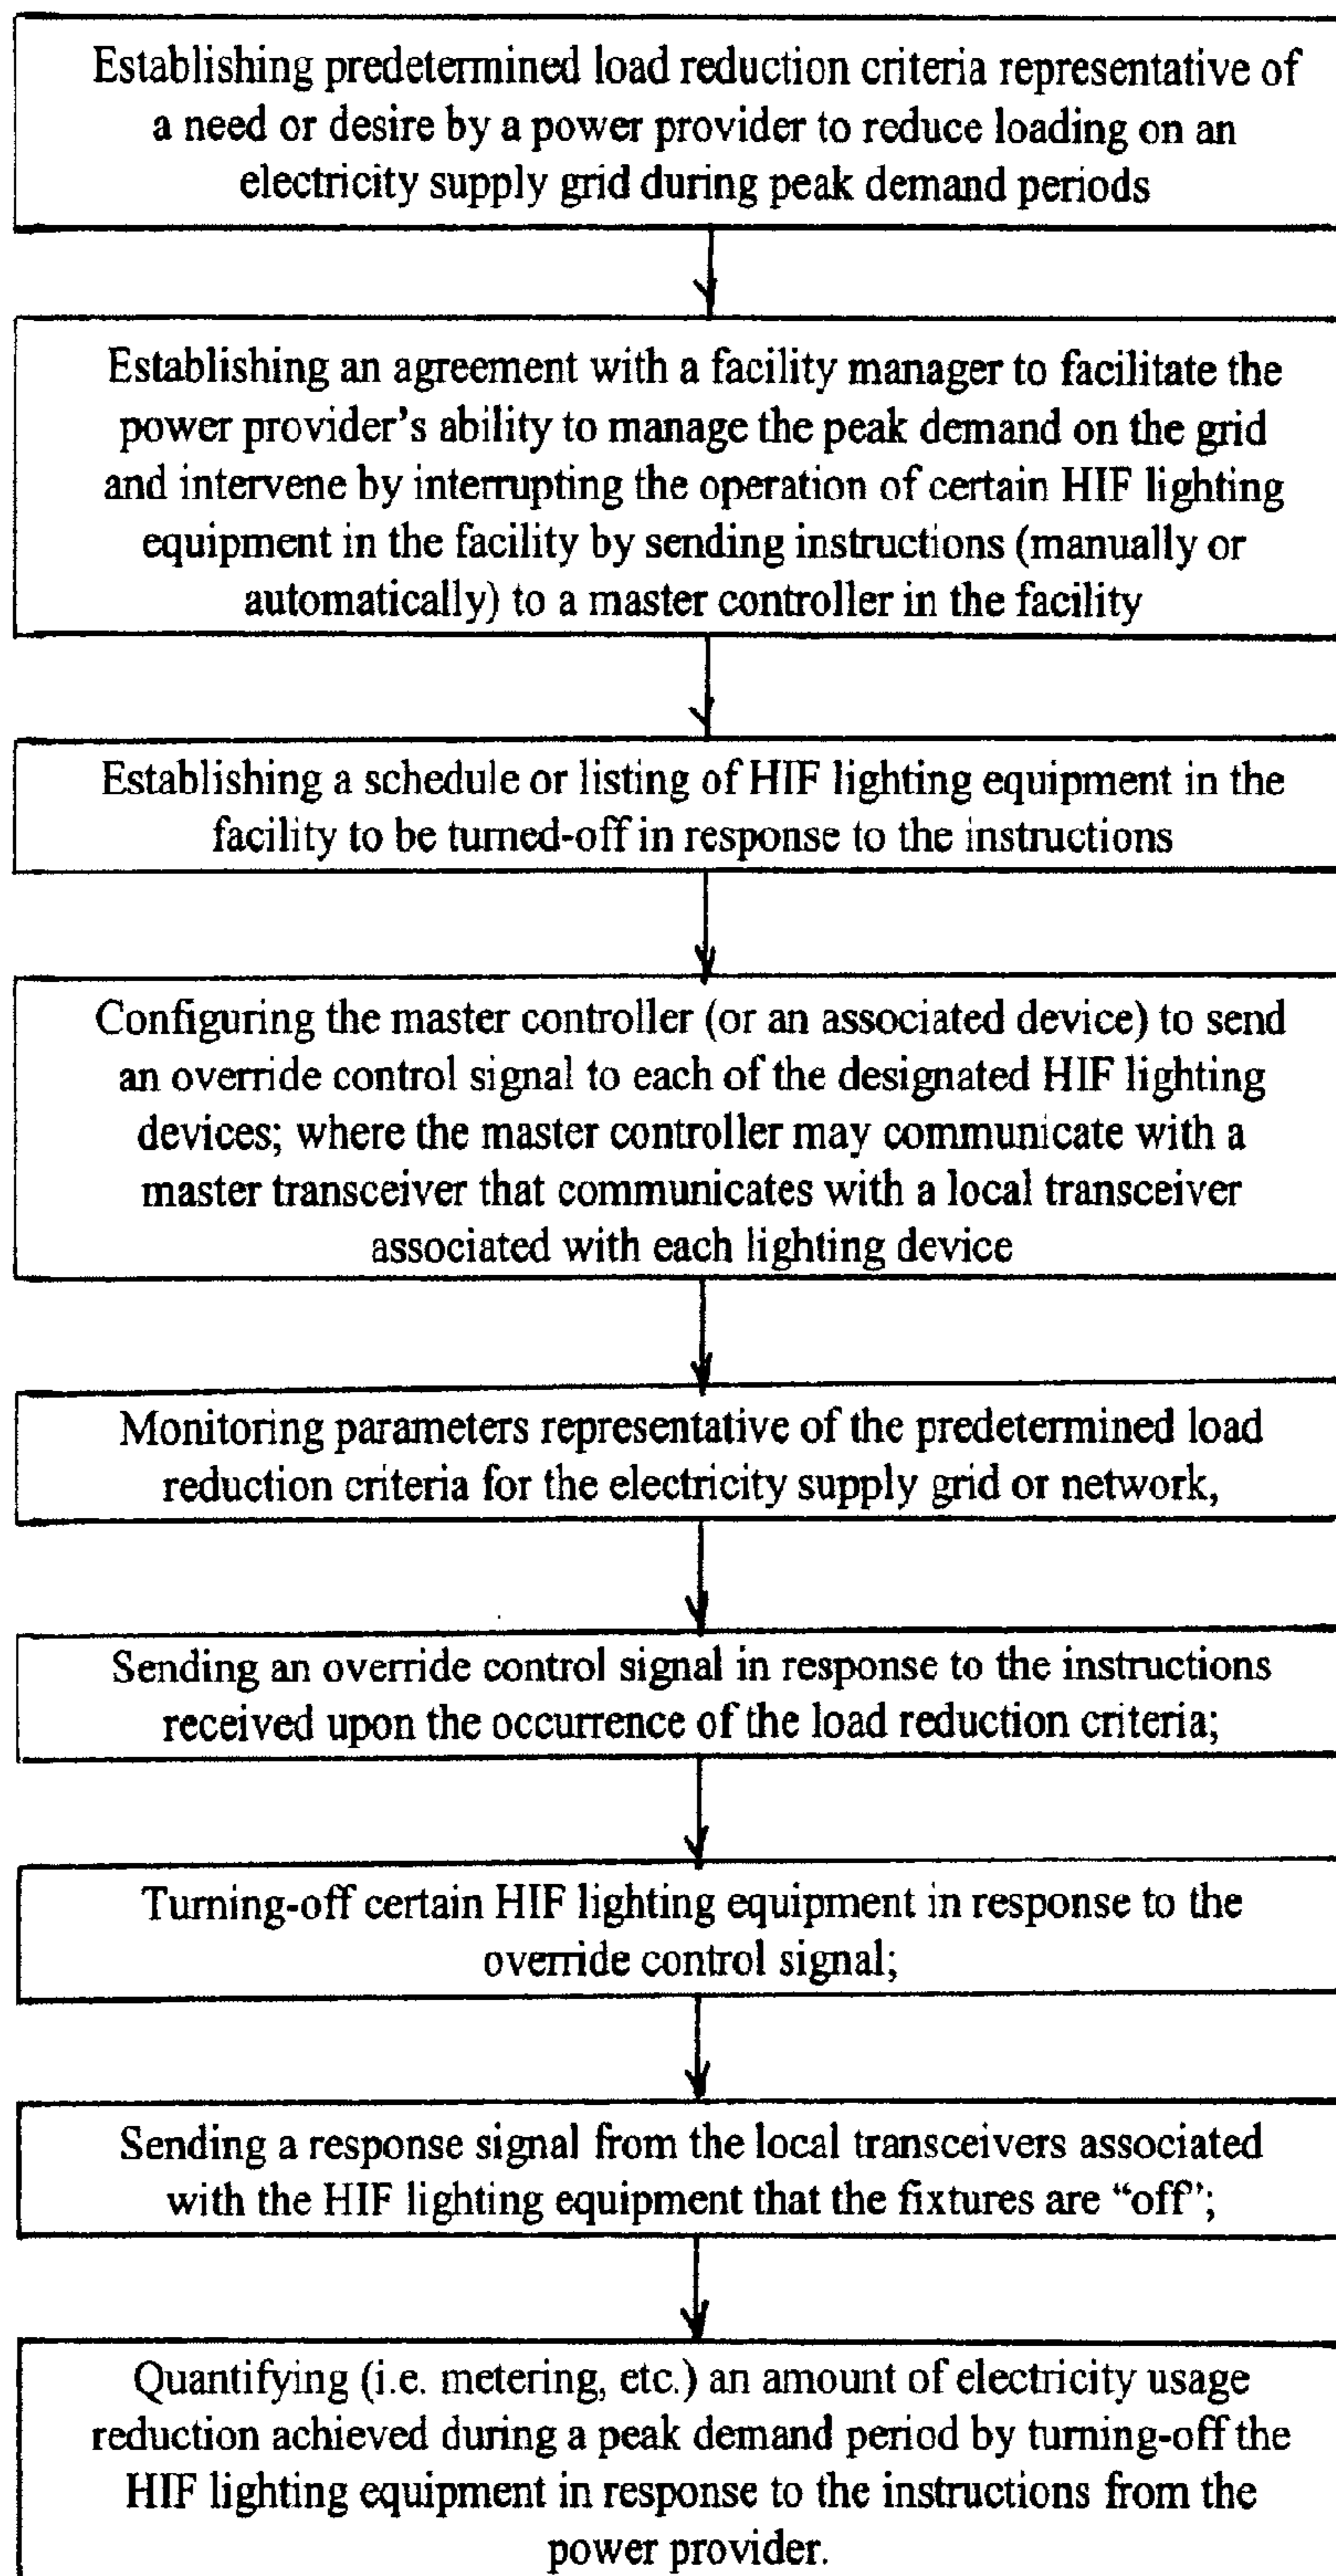 Establishing predetermined load reduction criteria representative of
a need or desire by a power provider to reduce loading on an
electricity supply grid during peak demand periods
Establishing an agreement with a facility manager to facilitate the
power provider's ability to manage the peak demand on the grid
and intervene by interrupting the operation of certain HIF lighting
equipment in the facility by sending instructions (manually or
automatically) to a master controller in the facility
Establishing a schedule or listing of HIF lighting equipment in the
facility to be turned-off in response to the instructions
Configuring the master controller (or an associated device) to send
an override control signal to each of the designated HIF lighting
devices; where the master controller may communicate with a
master transceiver that communicates with a local transceiver
associated with each lighting device
Monitoring parameters representative of the predetermined load
reduction criteria for the electricity supply grid or network,
Sending an override control signal in response to the instructions
received upon the occurrence of the load reduction criteria;
Turning-off certain HIF lighting equipment in response to the
override control signal;
Sending a response signal from the local transceivers associated
with the HIF lighting equipment that the fixtures are “off”;
Quantifying (i.e. metering, etc.) an amount of electricity usage
reduction achieved during a peak demand period by turning-off the
HIF lighting equipment in response to the instructions from the
power provider.